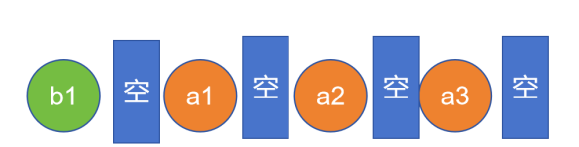 b1 空 a1 空 a2 空 a3 空